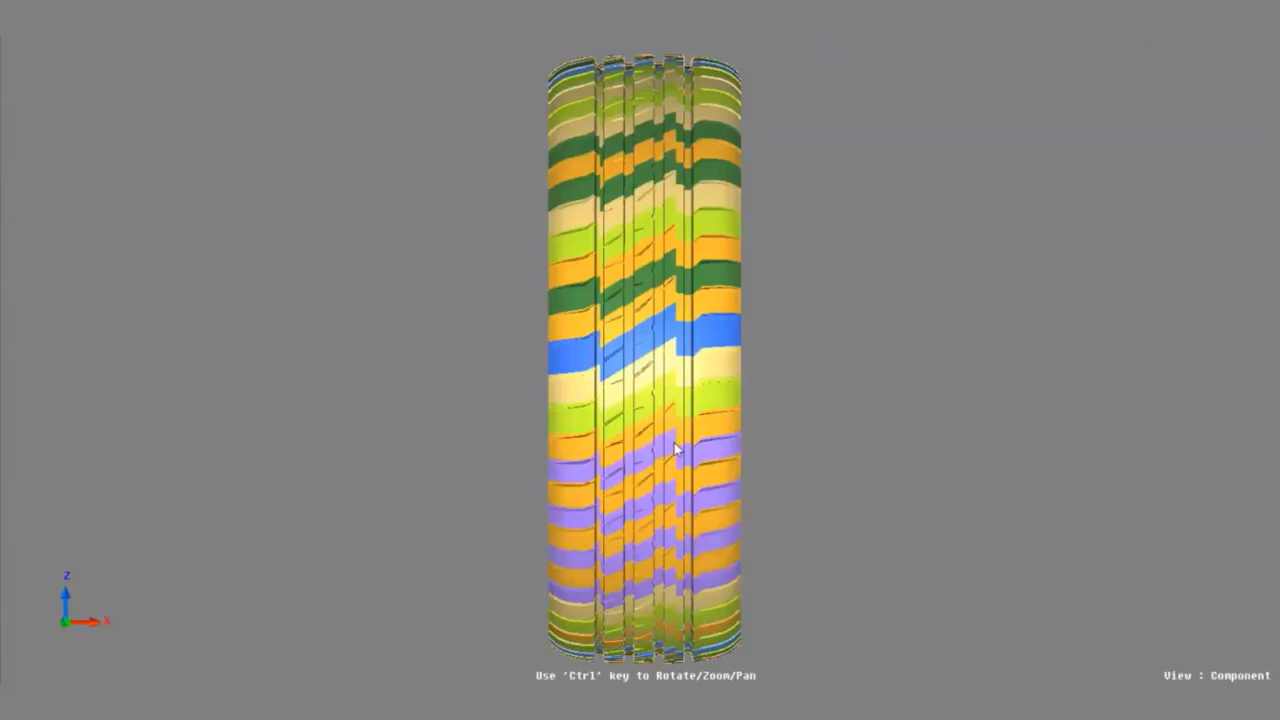 Z
X
Use 'Ctrl' key to Rotate/Zoom/Pan
View : Component